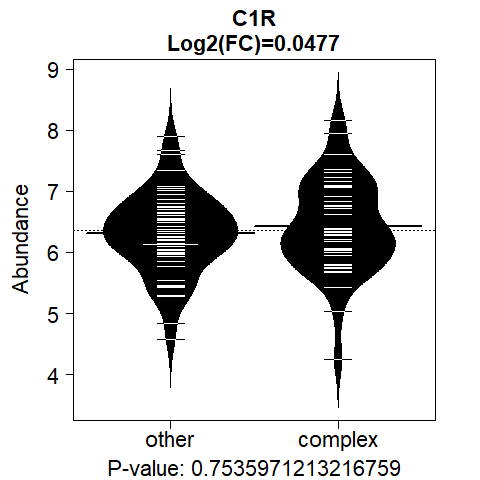 C1R
Log2(FC)=0.0477
9
8
7
6
5
4
Abundance
other complex
P-value: 0.7535971213216759